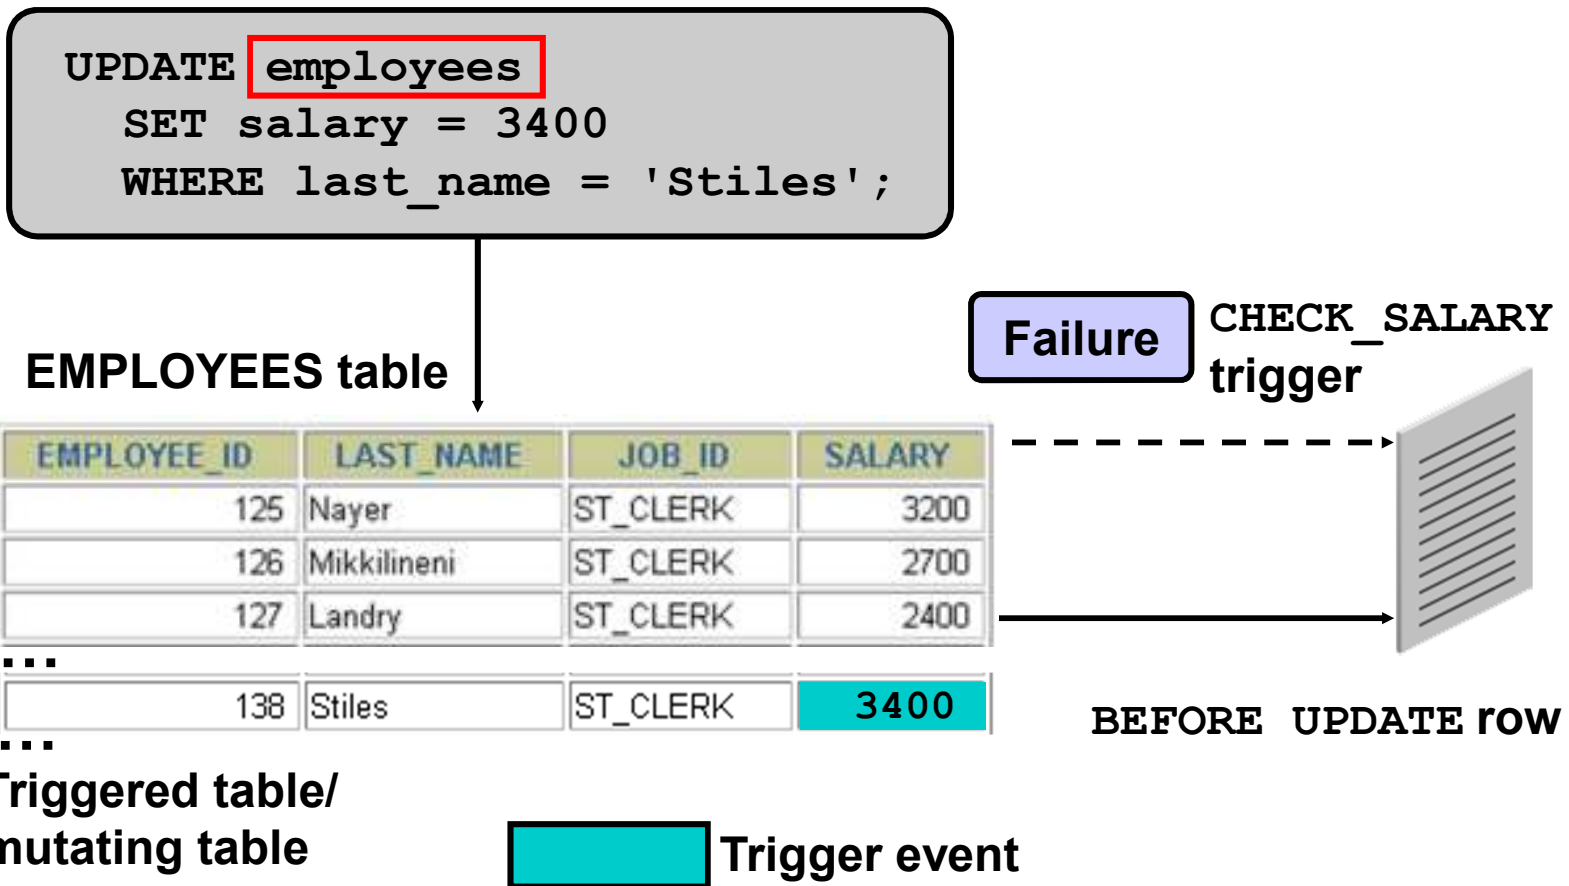 UPDATE employees
SET salary = 3400
WHERE last_name = 'Stiles';
Failure
CHECK_SALARY
trigger
EMPLOYEES table
EMPLOYEE_ID LAST_NAME JOB_ID SALARY
125 Nayer ST_CLERK 3200
126 Mikkilineni ST_CLERK 2700
127 Landry ST_CLERK 2400
...
138 Stiles ST_CLERK 3400
...
BEFORE UPDATE row
Triggered table/
mutating table
Trigger event